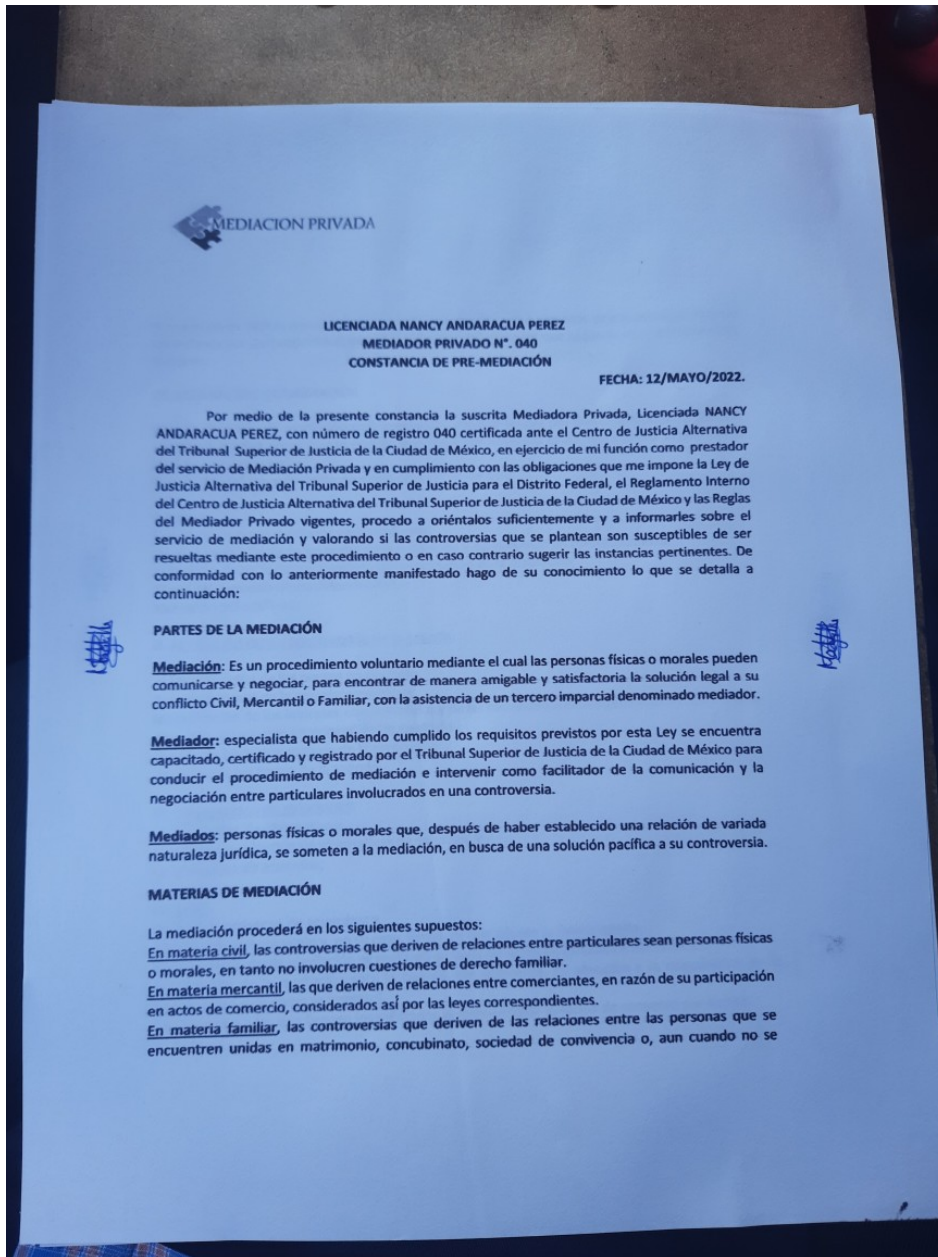 MEDIACION PRIVADA
LICENCIADA NANCY ANDARACUA PEREZ
MEDIADOR PRIVADO N°. 040
CONSTANCIA DE PRE-MEDIACIÓN
FECHA: 12/MAYO/2022.
Por medio de la presente constancia la suscrita Mediadora Privada, Licenciada NANCY
ANDARACUA PEREZ, con número de registro 040 certificada ante el Centro de Justicia Alternativa
del Tribunal Superior de Justicia de la Ciudad de México, en ejercicio de mi función como prestador
del servicio de Mediación Privada y en cumplimiento con las obligaciones que me impone la Ley de
Justicia Alternativa del Tribunal Superior de Justicia para el Distrito Federal, el Reglamento Interno
del Centro de Justicia Alternativa del Tribunal Superior de Justicia de la Ciudad de México y las Reglas
del Mediador Privado vigentes, procedo a oriéntalos suficientemente y a informarles sobre el
servicio de mediación y valorando si las controversias que se plantean son susceptibles de ser
resueltas mediante este procedimiento o en caso contrario sugerir las instancias pertinentes. De
conformidad con lo anteriormente manifestado hago de su conocimiento lo que se detalla a
continuación:
PARTES DE LA MEDIACIÓN
Mediación: Es un procedimiento voluntario mediante el cual las personas físicas o morales pueden
comunicarse y negociar, para encontrar de manera amigable y satisfactoria la solución legal a su
conflicto Civil, Mercantil o Familiar, con la asistencia de un tercero imparcial denominado mediador.
Mediador: especialista que habiendo cumplido los requisitos previstos por esta Ley se encuentra
capacitado, certificado y registrado por el Tribunal Superior de Justicia de la Ciudad de México para
conducir el procedimiento de mediación e intervenir como facilitador de la comunicación y la
negociación entre particulares involucrados en una controversia.
Mediados: personas físicas o morales que, después de haber establecido una relación de variada
naturaleza jurídica, se someten a la mediación, en busca de una solución pacífica a su controversia.
MATERIAS DE MEDIACIÓN
La mediación procederá en los siguientes supuestos:
En materia civil, las controversias que deriven de relaciones entre particulares sean personas físicas
o morales, en tanto no involucren cuestiones de derecho familiar.
En materia mercantil, las que deriven de relaciones entre comerciantes, en razón de su participación
en actos de comercio, considerados así por las leyes correspondientes.
En materia familiar, las controversias que deriven de las relaciones entre las personas que se
encuentren unidas en matrimonio, concubinato, sociedad de convivencia o, aun cuando no se